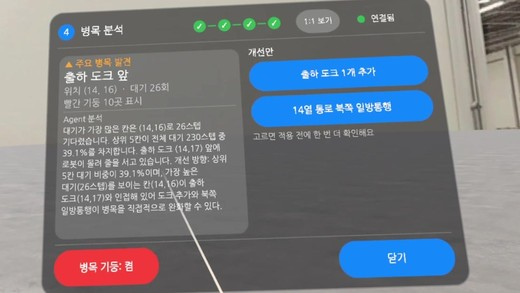 4 병목 분석
1:1 보기
연결됨
▲ 주요 병목 발견
출하 도크 앞
위치 (14, 16) · 대기 26회
빨간 기둥 10곳 표시
Agent 분석
대기가 가장 많은 칸은 (14,16)로 26스텝
기다렸습니다. 상위 5칸이 전체 대기 230스텝 중
39.1%를 차지합니다. 출하 도크 (14,17) 앞에
로봇이 몰려 줄을 서고 있습니다. 개선 방향: 상위
5칸 대기 비중이 39.1%이며, 가장 높은
대기(26스텝)를 보이는 칸(14,16)이 출하
도크(14,17)와 인접해 있어 도크 추가와 북쪽
일방통행이 병목을 직접적으로 완화할 수 있다.
개선안
출하 도크 1개 추가
14열 통로 북쪽 일방통행
고르면 적용 전에 한 번 더 확인해요
병목 기둥: 켬
닫기